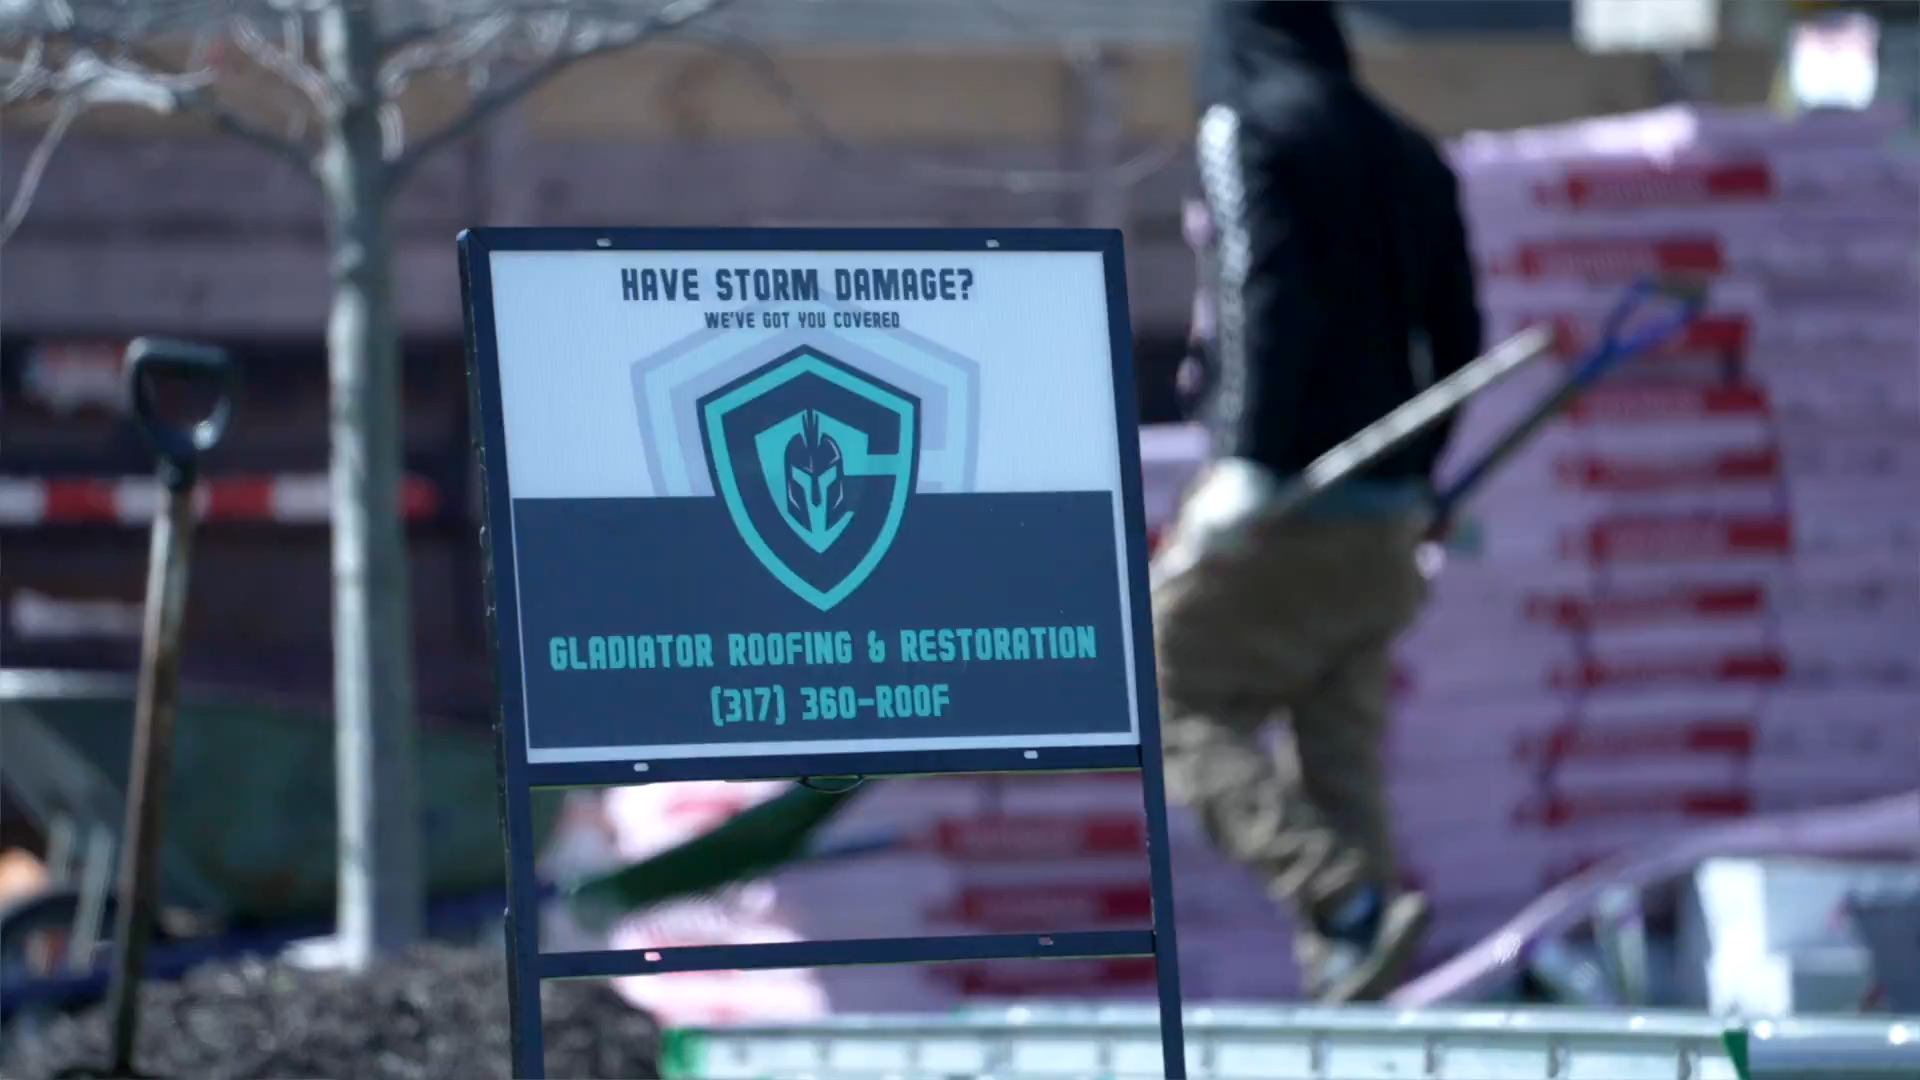 HAVE STORM DAMAGE?
WE'VE GOT YOU COVERED
GLADIATOR ROOFING & RESTORATION
(317) 360-ROOF